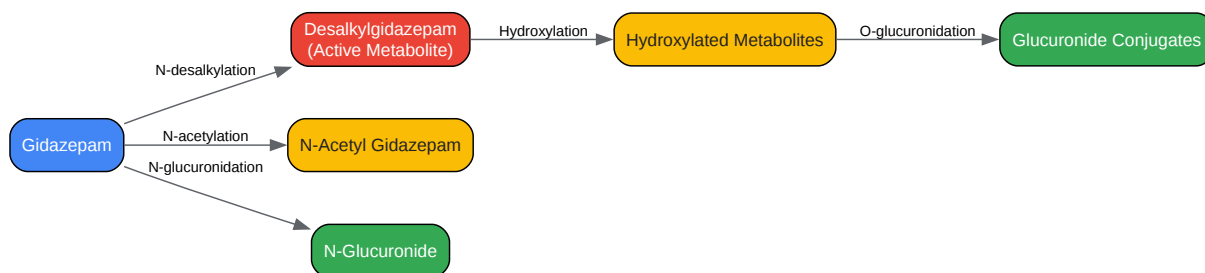 Desalkylgidazepam
(Active Metabolite)
Hydroxylation
Hydroxylated Metabolites
O-glucuronidation
Glucuronide Conjugates
N-desalkylation
Gidazepam
N-acetylation
N-Acetyl Gidazepam
N-glucuronidation
N-Glucuronide